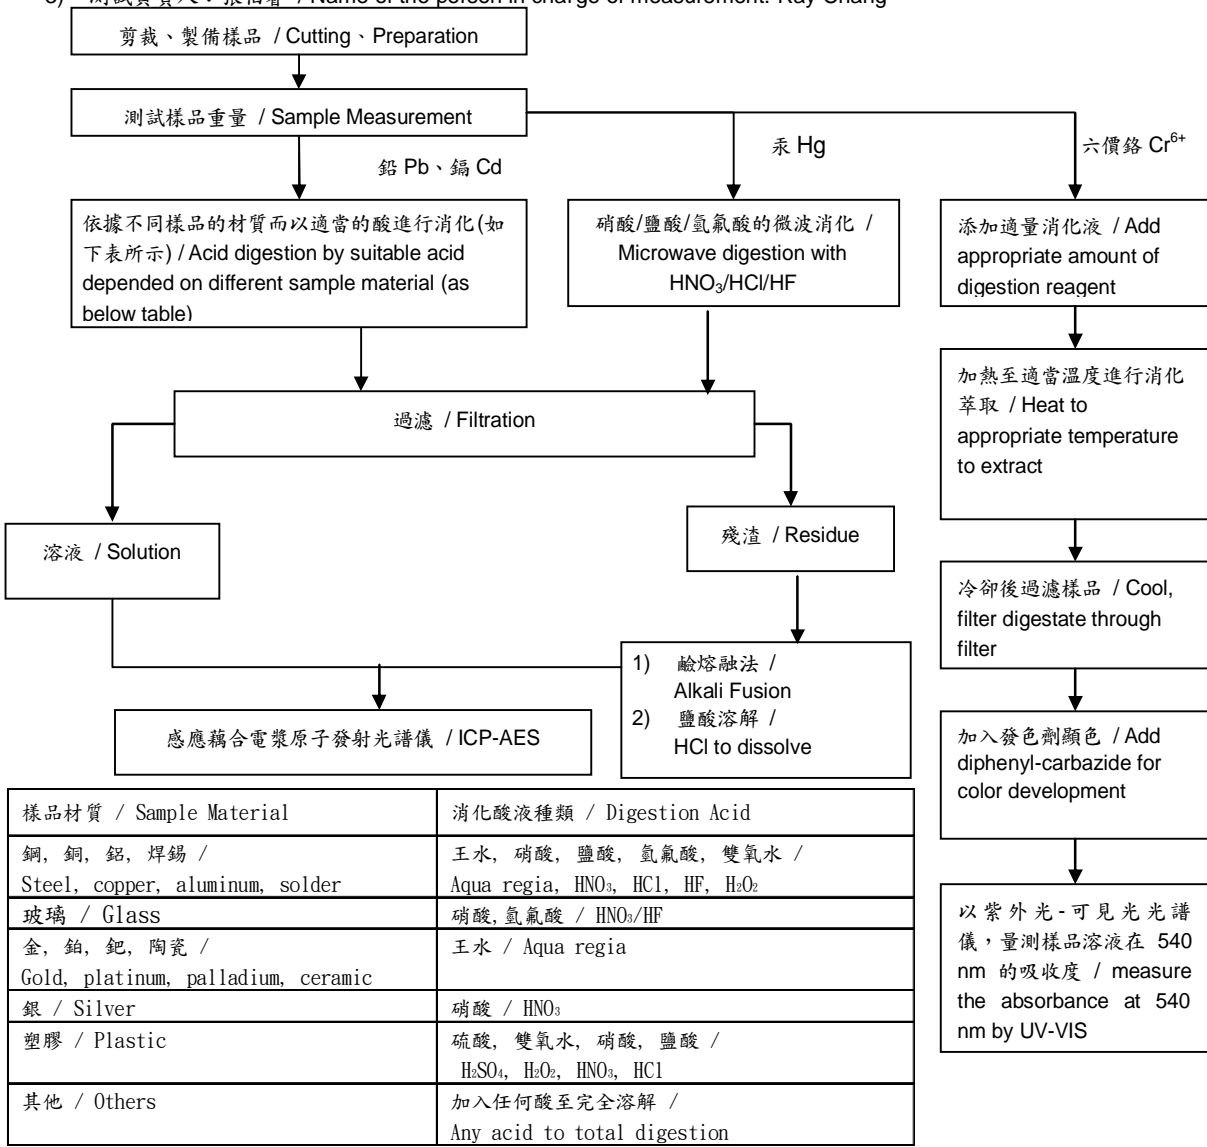 Name of the person in charge of measurement: Ray Chang
剪裁、製備樣品 / Cutting、Preparation
測試樣品重量 / Sample Measurement
鉛 Pb、鎘 Cd
汞 Hg
六價鉻 Cr⁶⁺
依據不同樣品的材質而以適當的酸進行消化(如
下表所示) / Acid digestion by suitable acid
depended on different sample material (as
below table)
硝酸/鹽酸/氫氟酸的微波消化 /
Microwave digestion with
HNO₃/HCl/HF
添加適量消化液 / Add
appropriate amount of
digestion reagent
過濾 / Filtration
加熱至適當溫度進行消化
萃取 / Heat to
appropriate temperature
to extract
溶液 / Solution
殘渣 / Residue
冷卻後過濾樣品 / Cool,
filter digestate through
filter
1) 鹼熔融法 /
Alkali Fusion
2) 鹽酸溶解 /
HCl to dissolve
感應藕合電漿原子發射光譜儀 / ICP-AES
加入發色劑顯色 / Add
diphenyl-carbazide for
color development
以紫外光-可見光光譜
儀，量測樣品溶液在 540
nm 的吸收度 / measure
the absorbance at 540
nm by UV-VIS
樣品材質 / Sample Material
消化酸液種類 / Digestion Acid
鋼, 銅, 鋁, 焊錫 /
Steel, copper, aluminum, solder
王水, 硝酸, 鹽酸, 氫氟酸, 雙氧水 /
Aqua regia, HNO₃, HCl, HF, H₂O₂
玻璃 / Glass
硝酸,氫氟酸 / HNO₃/HF
金, 鉑, 鈀, 陶瓷 /
Gold, platinum, palladium, ceramic
王水 / Aqua regia
銀 / Silver
硝酸 / HNO₃
塑膠 / Plastic
硫酸, 雙氧水, 硝酸, 鹽酸 /
H₂SO₄, H₂O₂, HNO₃, HCl
其他 / Others
加入任何酸至完全溶解 /
Any acid to total digestion